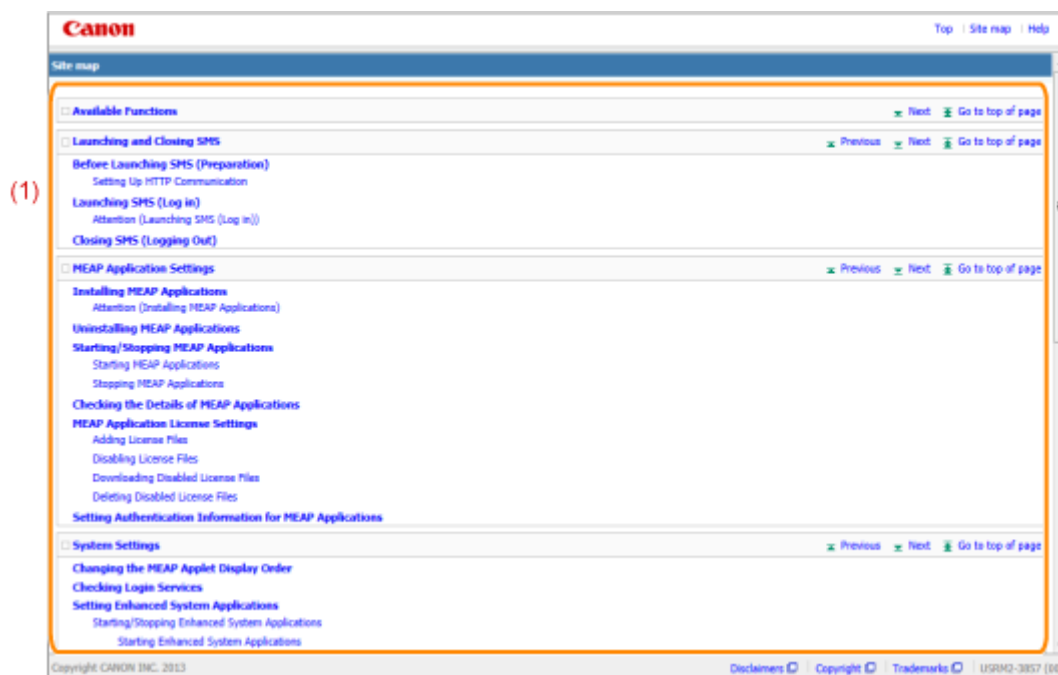 Canon
Top Site map Help
Site map
Available Functions Next Go to top of page
Launching and Closing SMS Previous Next Go to top of page
Before Launching SMS (Preparation)
Setting Up HTTP Communication
(1)
Launching SMS (Log in)
Attention (Launching SMS (Log in))
Closing SMS (Logging Out)
MEAP Application Settings Previous Next Go to top of page
Installing MEAP Applications
Attention (Installing MEAP Applications)
Uninstalling MEAP Applications
Starting/Stopping MEAP Applications
Starting MEAP Applications
Stopping MEAP Applications
Checking the Details of MEAP Applications
MEAP Application License Settings
Adding License Files
Disabling License Files
Downloading Disabled License Files
Deleting Disabled License Files
Setting Authentication Information for MEAP Applications
System Settings Previous Next Go to top of page
Changing the MEAP Applet Display Order
Checking Login Services
Setting Enhanced System Applications
Starting/Stopping Enhanced System Applications
Starting Enhanced System Applications
Copyright CANON INC. 2013 Disclaimers Copyright Trademarks USRM2-3857